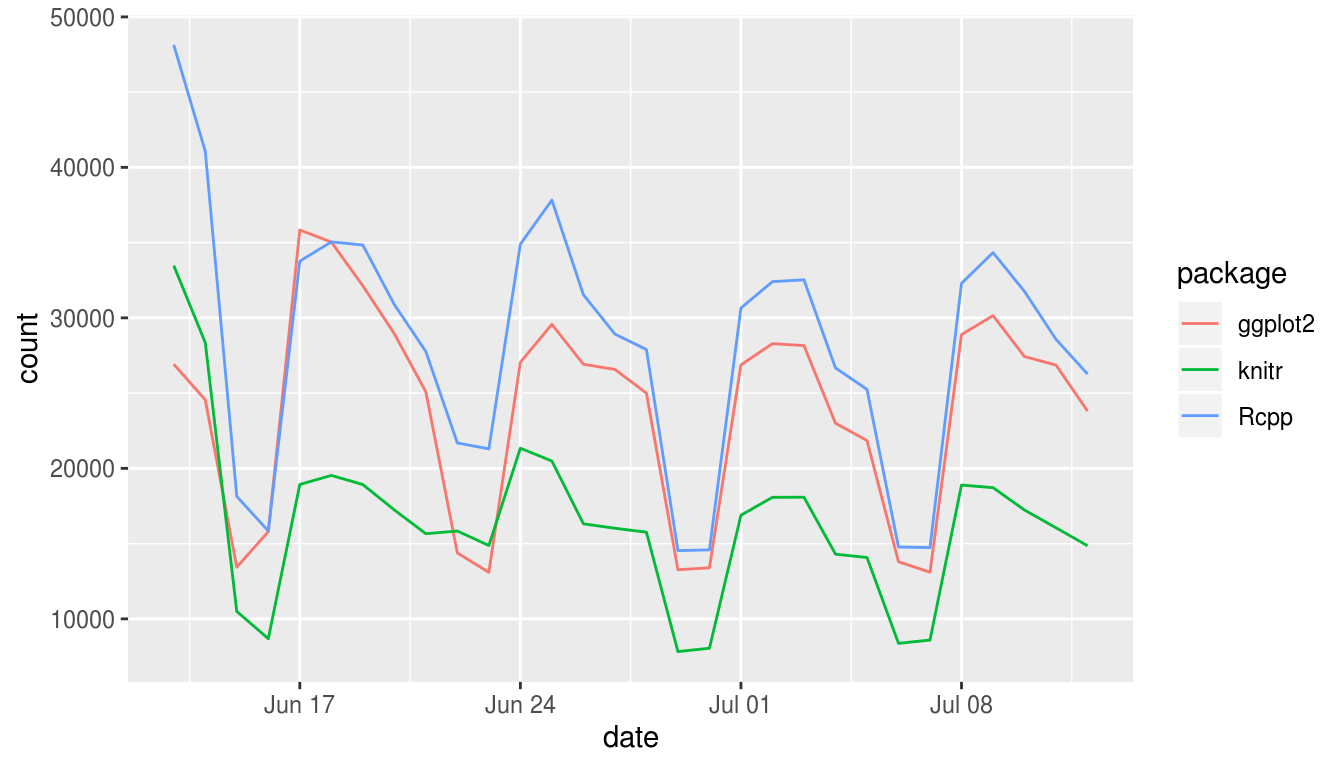 50000
40000
30000
20000
10000
count
Jun 17
Jun 24
Jul 01
Jul 08
date
package
ggplot2
knitr
Rcpp